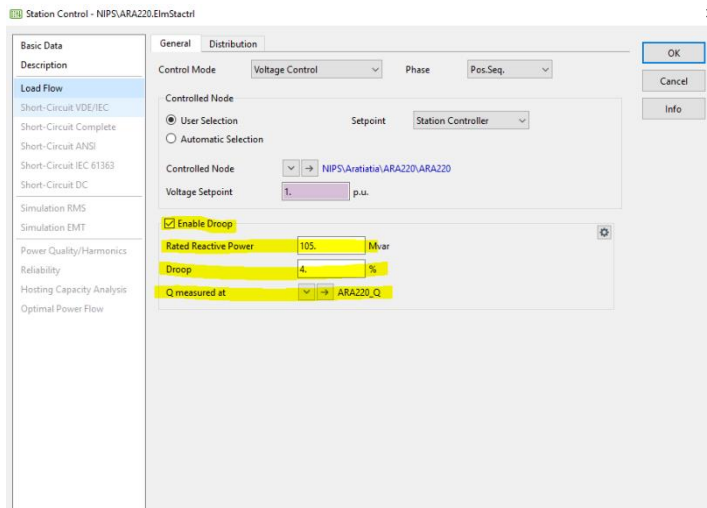 Station Control - NIPS\ARA220.ElmStactrl
Basic Data
Description
Load Flow
Short-Circuit VDE/IEC
Short-Circuit Complete
Short-Circuit ANSI
Short-Circuit IEC 61363
Short-Circuit DC
Simulation RMS
Simulation EMT
Power Quality/Harmonics
Reliability
Hosting Capacity Analysis
Optimal Power Flow
General Distribution
Control Mode Voltage Control Phase Pos.Seq.
Controlled Node
User Selection Setpoint Station Controller
Automatic Selection
Controlled Node NIPS\Aratiatia\ARA220\ARA220
Voltage Setpoint 1. p.u.
Enable Droop
Rated Reactive Power 105. Mvar
Droop 4. %
Q measured at ARA220_Q
OK
Cancel
Info